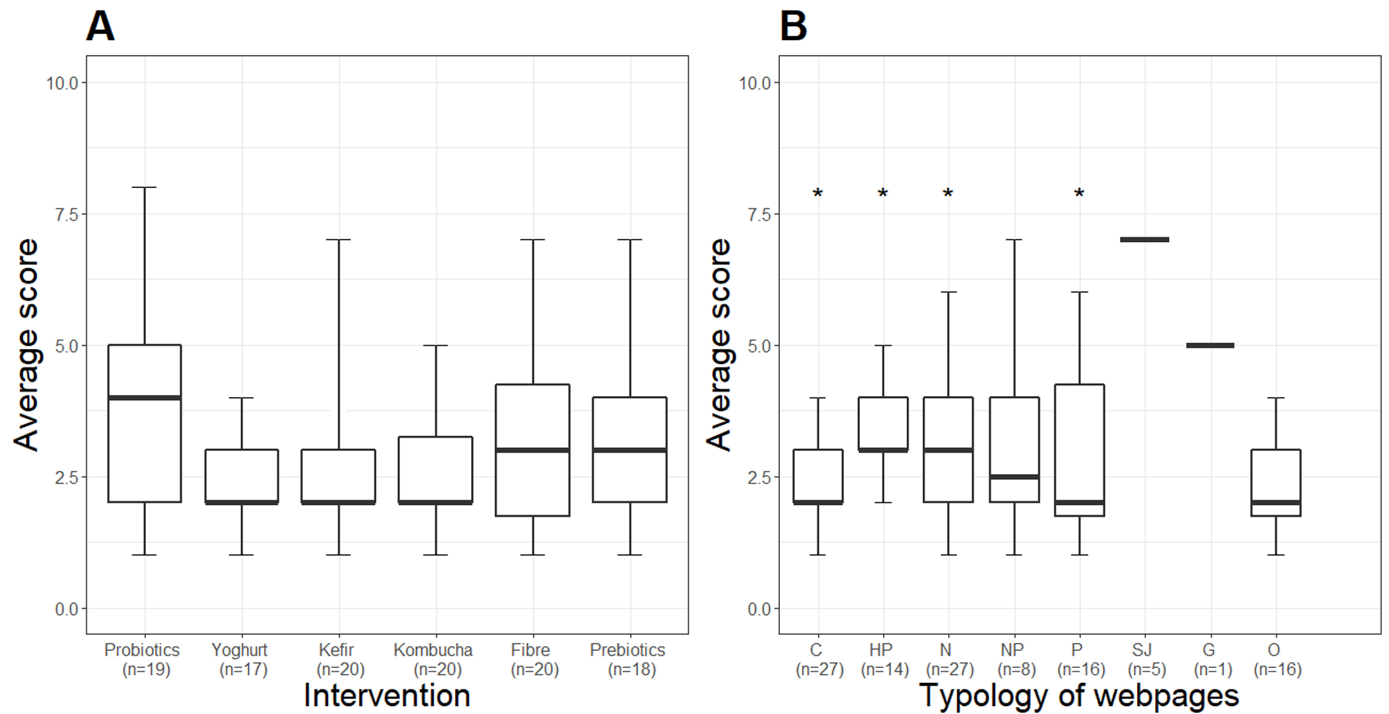 A
Average score
10.0
7.5
5.0
2.5
0.0
Probiotics
(n=19)
Yoghurt
(n=17)
Kefir
(n=20)
Kombucha
(n=20)
Fibre
(n=20)
Prebiotics
(n=18)
Intervention
B
Average score
10.0
7.5
5.0
2.5
0.0
* * * *
C
(n=27)
HP
(n=14)
N
(n=27)
NP
(n=8)
P
(n=16)
SJ
(n=5)
G
(n=1)
O
(n=16)
Typology of webpages